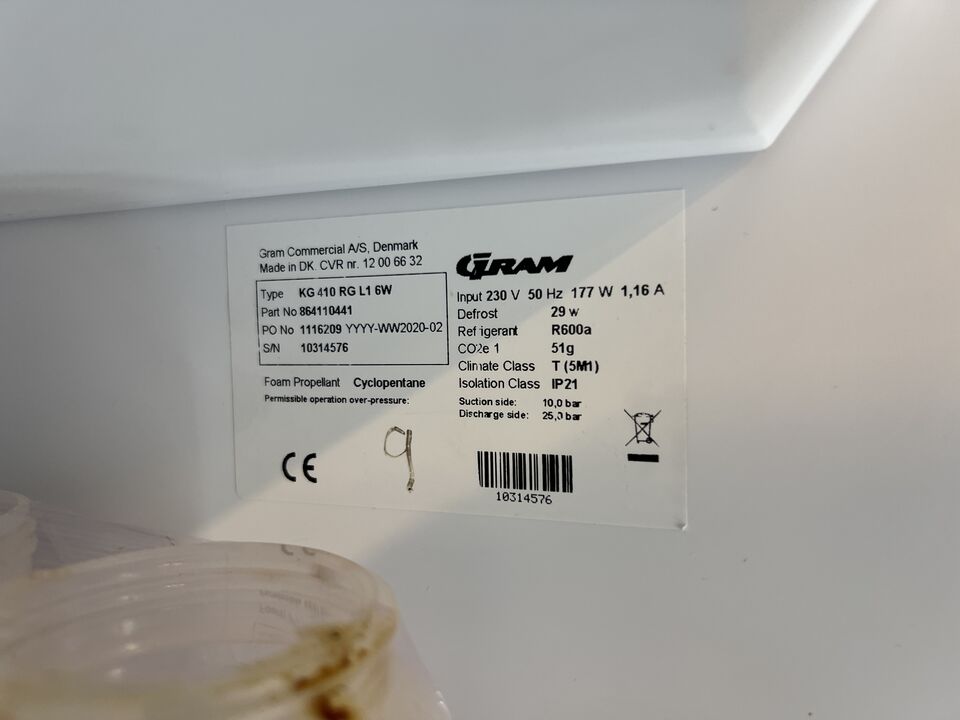 Gram Commercial A/S, Denmark
Made in DK. CVR nr. 12 00 66 32
Type KG 410 RG L1 6W
Part No 864110441
PO No 1116209 YYYY-WW2020-02
S/N 10314576
Foam Propellant Cyclopentane
Permissible operation over-pressure:
CE
9
GRAM
Input 230 V 50 Hz 177 W 1,16 A
Defrost 29 w
Refrigerant R600a
CO2e 1 51g
Climate Class T (5M1)
Isolation Class IP21
Suction side: 10,0 bar
Discharge side: 25,0 bar
10314576